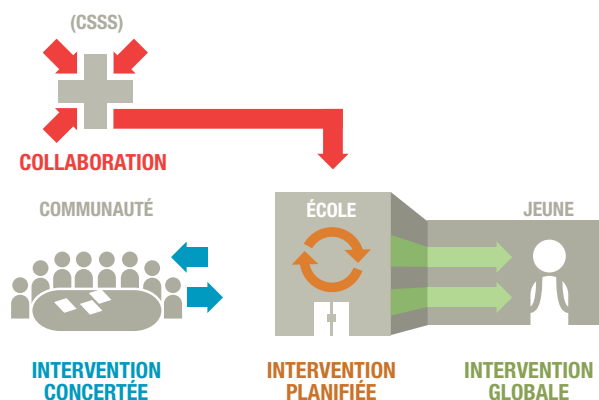 (CSSS)
COLLABORATION
COMMUNAUTÉ
ÉCOLE
JEUNE
INTERVENTION
CONCERTÉE
INTERVENTION
PLANIFIÉE
INTERVENTION
GLOBALE